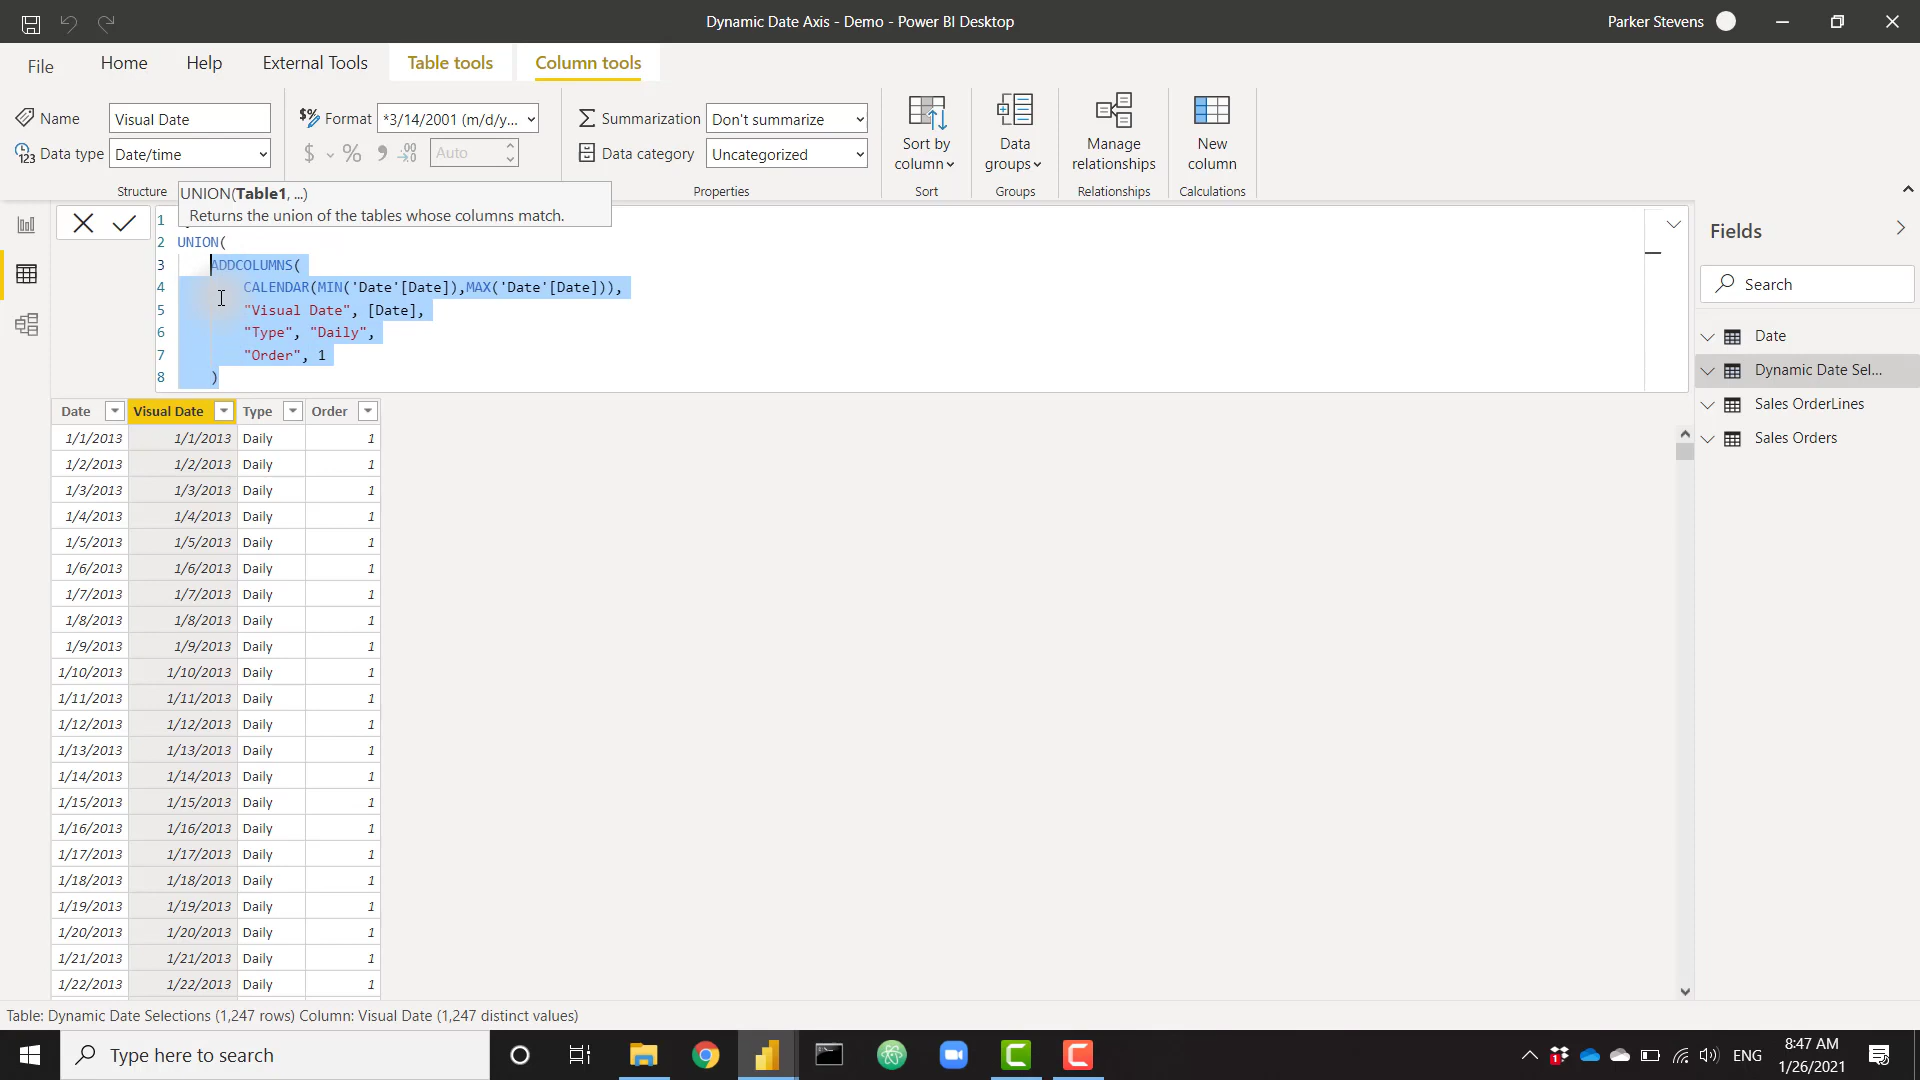 Dynamic Date Axis - Demo - Power BI Desktop
Parker Stevens
File
Home
Help
External Tools
Table tools
Column tools
Name
Visual Date
Format
*3/14/2001 (m/d/y...
Summarization
Don't summarize
Data type
Date/time
$
%
Auto
Data category
Uncategorized
Sort by
column
Data
groups
Manage
relationships
New
column
Structure
Properties
Sort
Groups
Relationships
Calculations
UNION(Table1, ...)
Returns the union of the tables whose columns match.
1
2 UNION(
3 ADDCOLUMNS(
4 CALENDAR(MIN('Date'[Date]),MAX('Date'[Date])),
5 "Visual Date", [Date],
6 "Type", "Daily",
7 "Order", 1
8 )
Fields
Search
Date
Dynamic Date Sel...
Sales OrderLines
Sales Orders
Date Visual Date Type Order
1/1/2013 1/1/2013 Daily 1
1/2/2013 1/2/2013 Daily 1
1/3/2013 1/3/2013 Daily 1
1/4/2013 1/4/2013 Daily 1
1/5/2013 1/5/2013 Daily 1
1/6/2013 1/6/2013 Daily 1
1/7/2013 1/7/2013 Daily 1
1/8/2013 1/8/2013 Daily 1
1/9/2013 1/9/2013 Daily 1
1/10/2013 1/10/2013 Daily 1
1/11/2013 1/11/2013 Daily 1
1/12/2013 1/12/2013 Daily 1
1/13/2013 1/13/2013 Daily 1
1/14/2013 1/14/2013 Daily 1
1/15/2013 1/15/2013 Daily 1
1/16/2013 1/16/2013 Daily 1
1/17/2013 1/17/2013 Daily 1
1/18/2013 1/18/2013 Daily 1
1/19/2013 1/19/2013 Daily 1
1/20/2013 1/20/2013 Daily 1
1/21/2013 1/21/2013 Daily 1
1/22/2013 1/22/2013 Daily 1
Table: Dynamic Date Selections (1,247 rows) Column: Visual Date (1,247 distinct values)
Type here to search
ENG
8:47 AM
1/26/2021